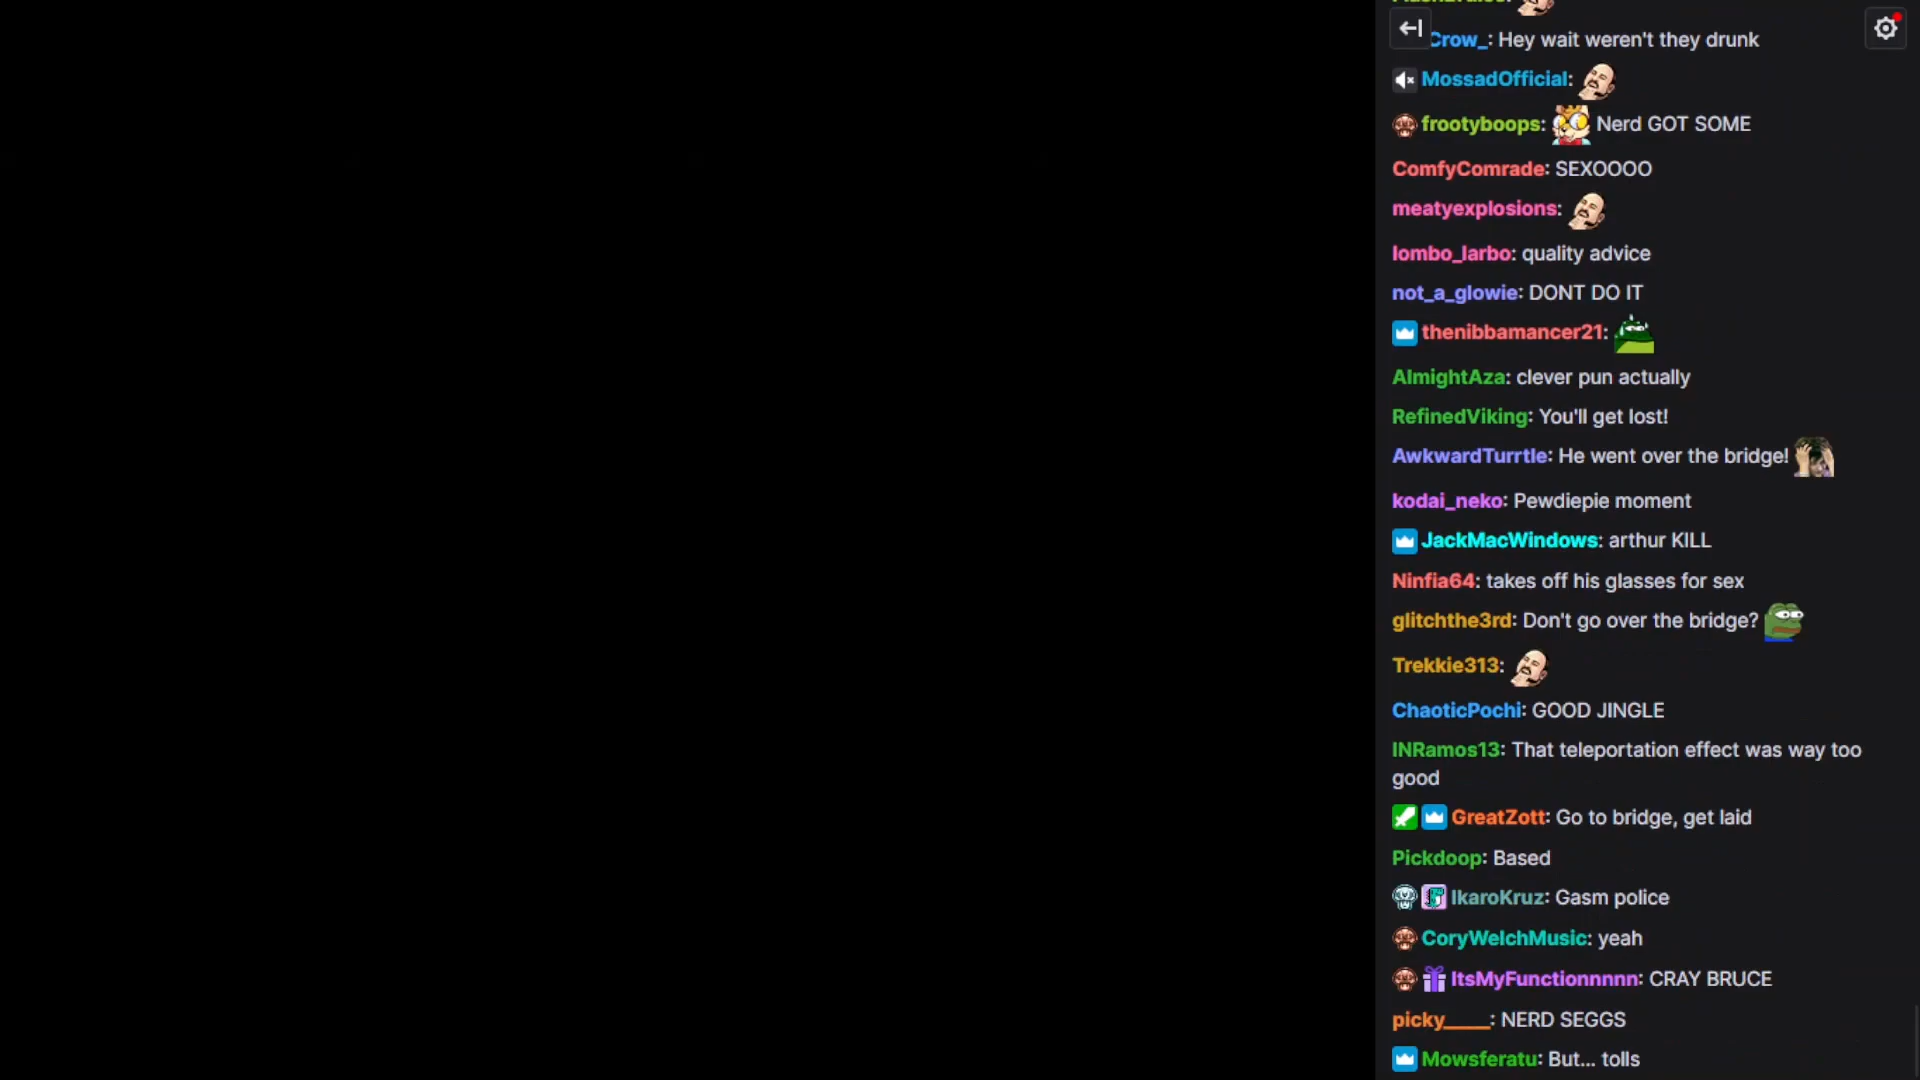 Crow_: Hey wait weren't they drunk
MossadOfficial:
frootyboops: Nerd GOT SOME
ComfyComrade: SEXOOOO
meatyexplosions:
lombo_larbo: quality advice
not_a_glowie: DONT DO IT
thenibbamancer21:
AlmightAza: clever pun actually
RefinedViking: You'll get lost!
AwkwardTurrtle: He went over the bridge!
kodai_neko: Pewdiepie moment
JackMacWindows: arthur KILL
Ninfia64: takes off his glasses for sex
glitchthe3rd: Don't go over the bridge?
Trekkie313:
ChaoticPochi: GOOD JINGLE
INRamos13: That teleportation effect was way too
good
GreatZott: Go to bridge, get laid
Pickdoop: Based
IkaroKruz: Gasm police
CoryWelchMusic: yeah
ItsMyFunctionnnnn: CRAY BRUCE
picky____: NERD SEGGS
Mowsferatu: But... tolls